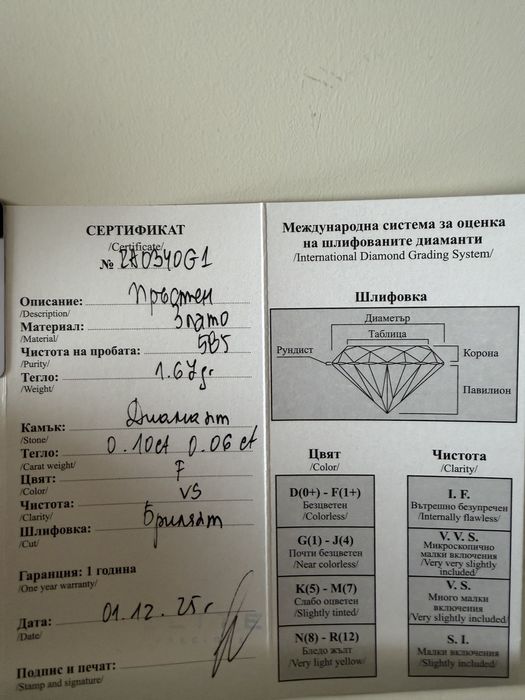 СЕРТИФИКАТ
/Certificate/
№ ZA0340G1
Описание: Пръстен
/Description/
Материал: Злато
/Material/
Чистота на пробата: 585
/Purity/
Тегло: 1.67gr
/Weight/
Камък: Диамант
/Stone/
Тегло: 0.10ct 0.06ct
/Carat weight/
Цвят: F
/Color/
Чистота: VS
/Clarity/
Шлифовка: Брилянт
/Cut/
Гаранция: 1 година
/One year warranty/
Дата: 01.12.25г
/Date/
Подпис и печат:
/Stamp and signature/
Международна система за оценка
на шлифованите диаманти
/International Diamond Grading System/
Шлифовка
Диаметър
Таблица
Рундист
Корона
Павилион
Цвят
/Color/
D(0+) - F(1+)
Безцветен
/Colorless/
G(1) - J(4)
Почти безцветен
/Near colorless/
K(5) - M(7)
Слабо оцветен
/Slightly tinted/
N(8) - R(12)
Бледо жълт
/Very light yellow/
Чистота
/Clarity/
I. F.
Вътрешно безупречен
/Internally flawless/
V. V. S.
Микроскопично
малки включения
/Very very slightly
included/
V. S.
Много малки
включения
/Very slightly included/
S. I.
Малки включения
/Slightly included/